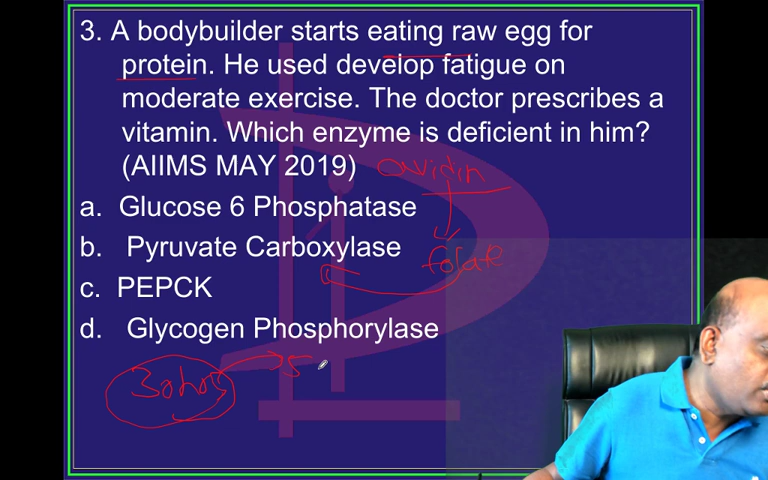 3. A bodybuilder starts eating raw egg for
protein. He used develop fatigue on
moderate exercise. The doctor prescribes a
vitamin. Which enzyme is deficient in him?
(AIIMS MAY 2019)
avidin
a. Glucose 6 Phosphatase
b. Pyruvate Carboxylase
folate
c. PEPCK
d. Glycogen Phosphorylase
5